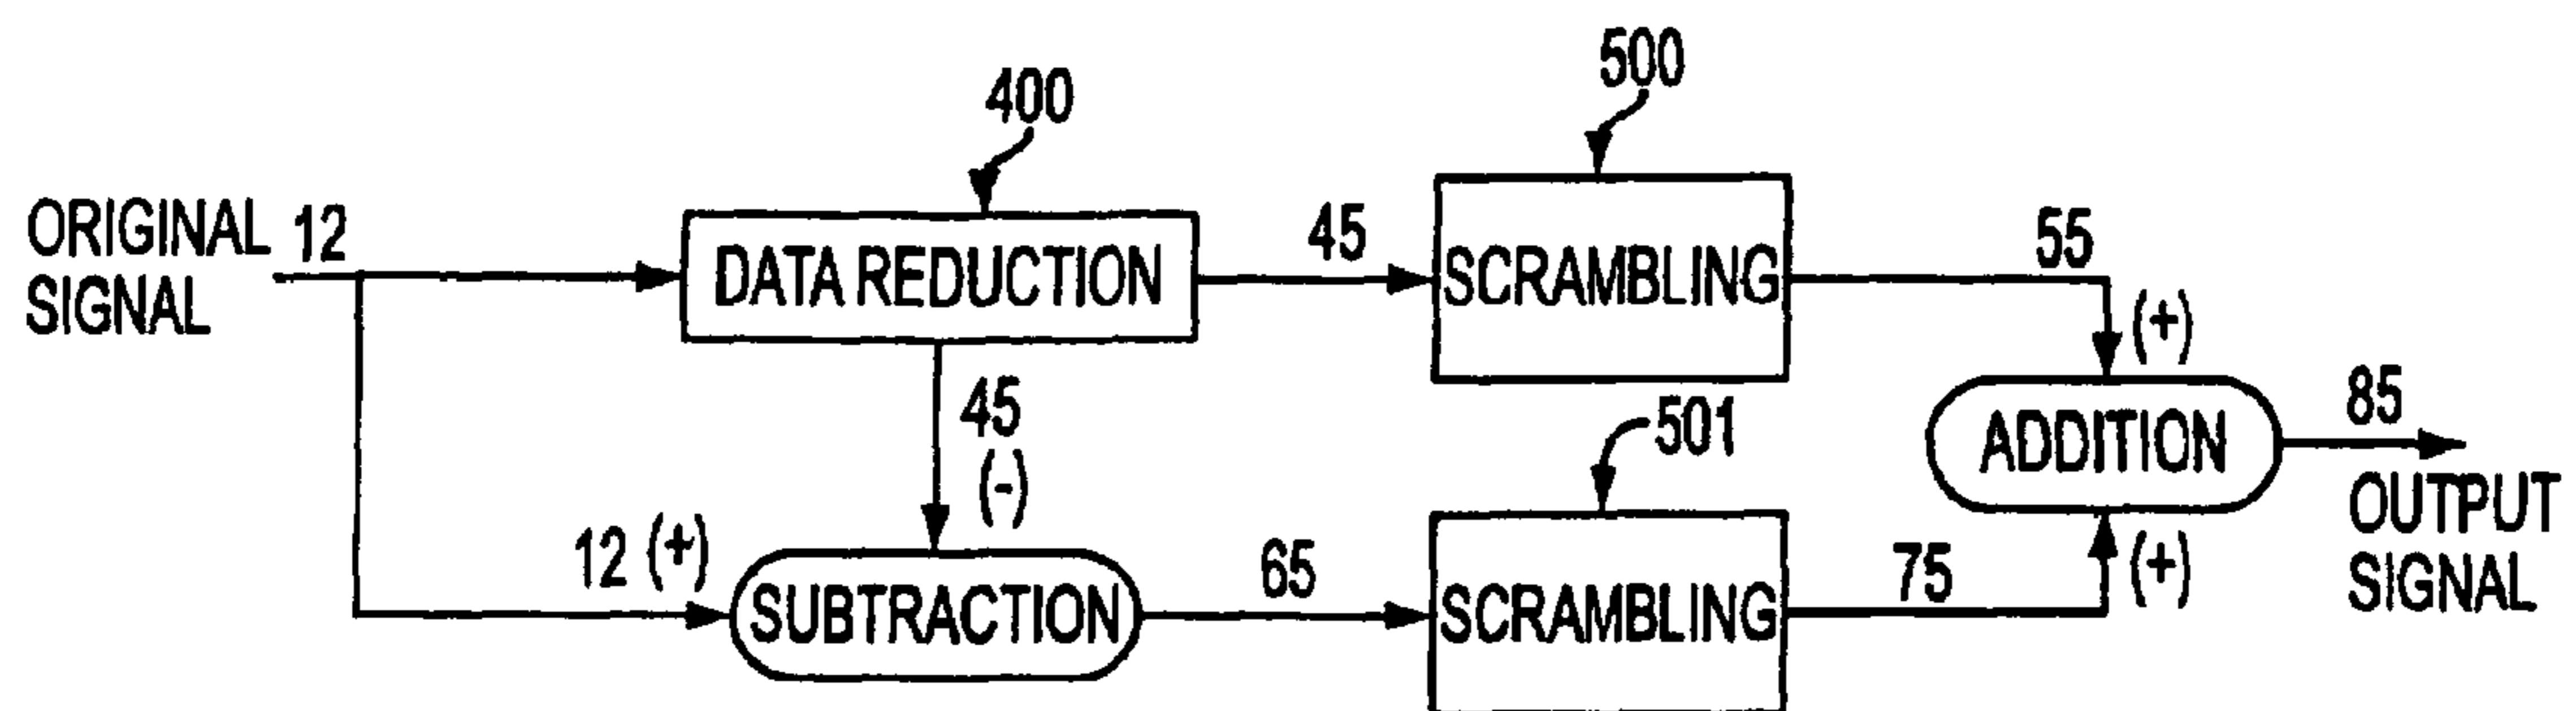 500
400
ORIGINAL 12
SIGNAL
DATA REDUCTION
45
SCRAMBLING
55
(+)
45
(-)
501
ADDITION
85
OUTPUT
SIGNAL
12 (+)
SUBTRACTION
65
SCRAMBLING
75
(+)